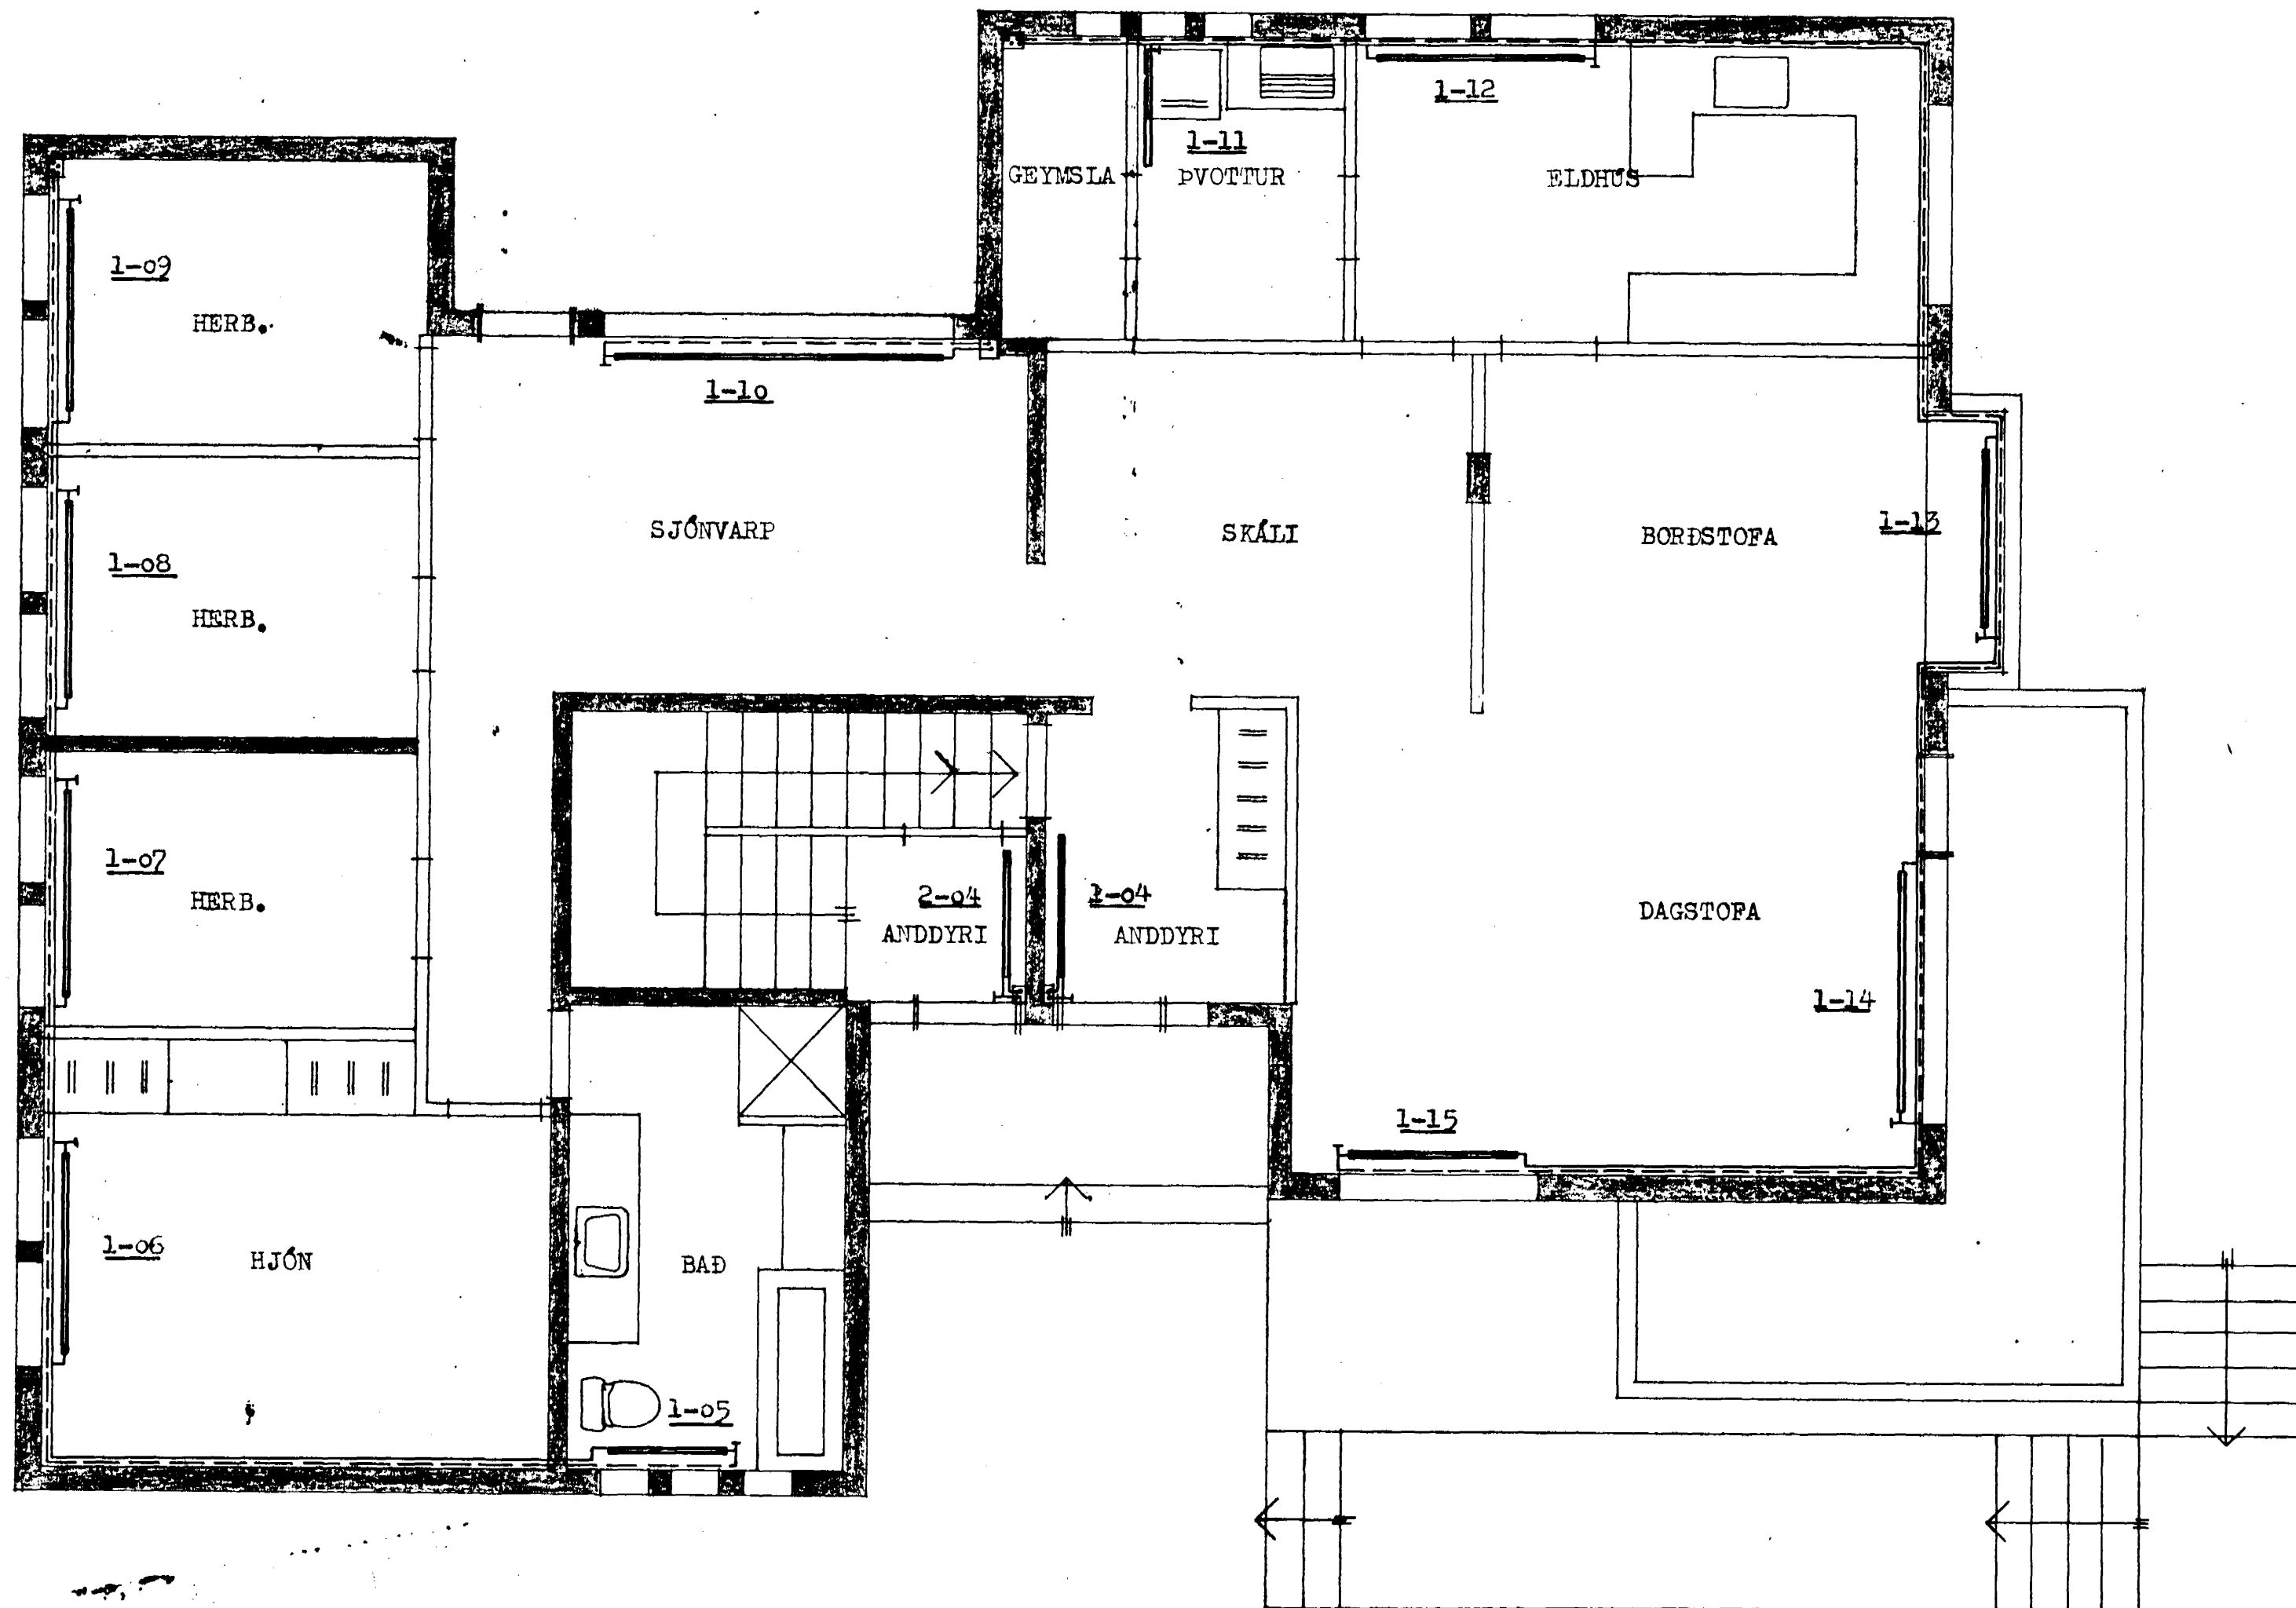 1-12
1-11
GEYMSLA
ÞVOTTUR
ELDHÚS
1-09
HERB.
1-10
SJÓNVARP
SKÁLI
BORÐSTOFA
1-13
1-08
HERB.
1-07
HERB.
2-04
ANDDYRI
1-04
ANDDYRI
DAGSTOFA
1-14
1-15
1-06
HJÓN
BAÐ
1-05